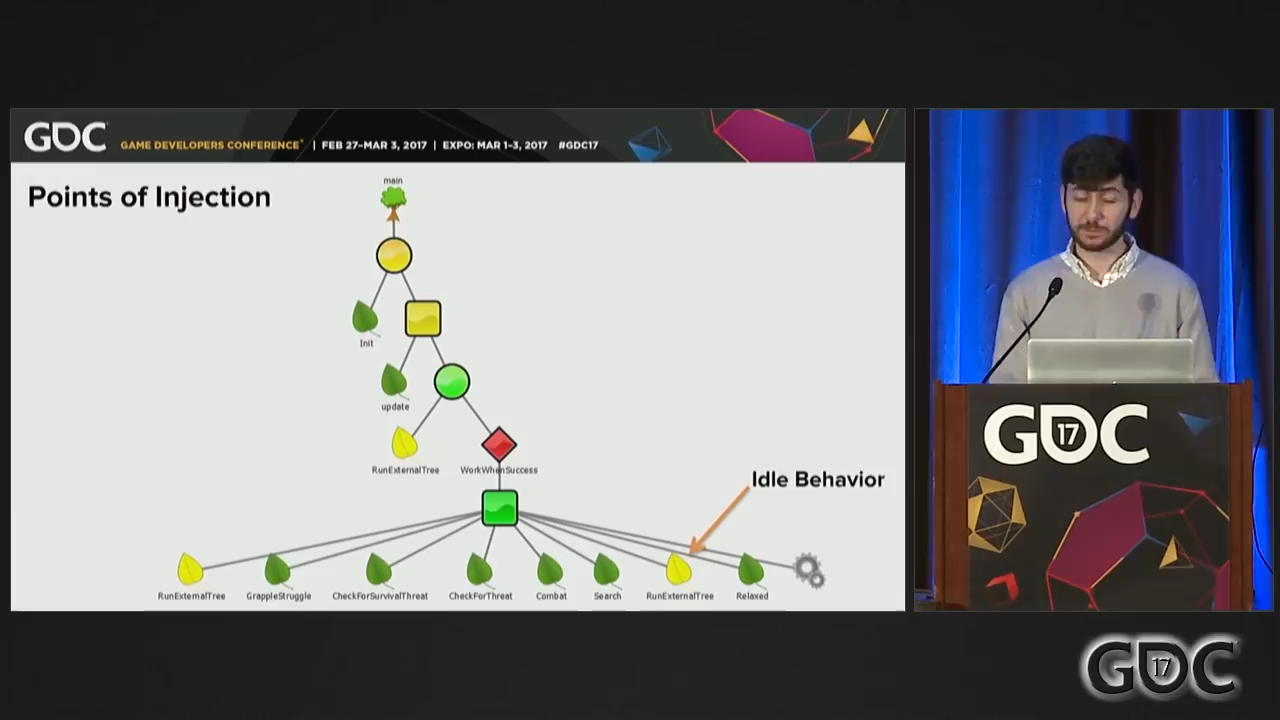 GDC
GAME DEVELOPERS CONFERENCE® | FEB 27–MAR 3, 2017 | EXPO: MAR 1–3, 2017 #GDC17
Points of Injection
main
Init
update
RunExternalTree
WorkWhenSuccess
Idle Behavior
RunExternalTree
GrappleStruggle
CheckForSurvivalThreat
CheckForThreat
Combat
Search
RunExternalTree
Relaxed
GDC
17
GDC
17